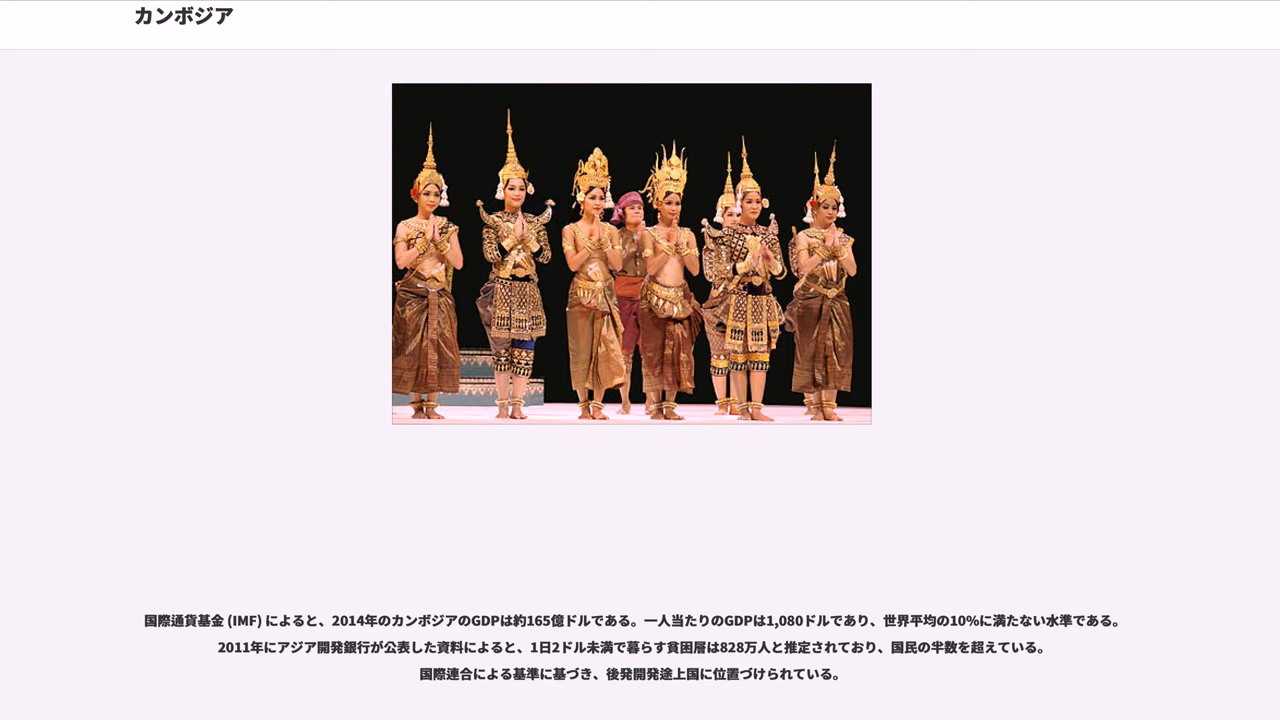 カンボジア
国際通貨基金 (IMF) によると、2014年のカンボジアのGDPは約165億ドルである。一人当たりのGDPは1,080ドルであり、世界平均の10%に満たない水準である。
2011年にアジア開発銀行が公表した資料によると、1日2ドル未満で暮らす貧困層は828万人と推定されており、国民の半数を超えている。
国際連合による基準に基づき、後発開発途上国に位置づけられている。